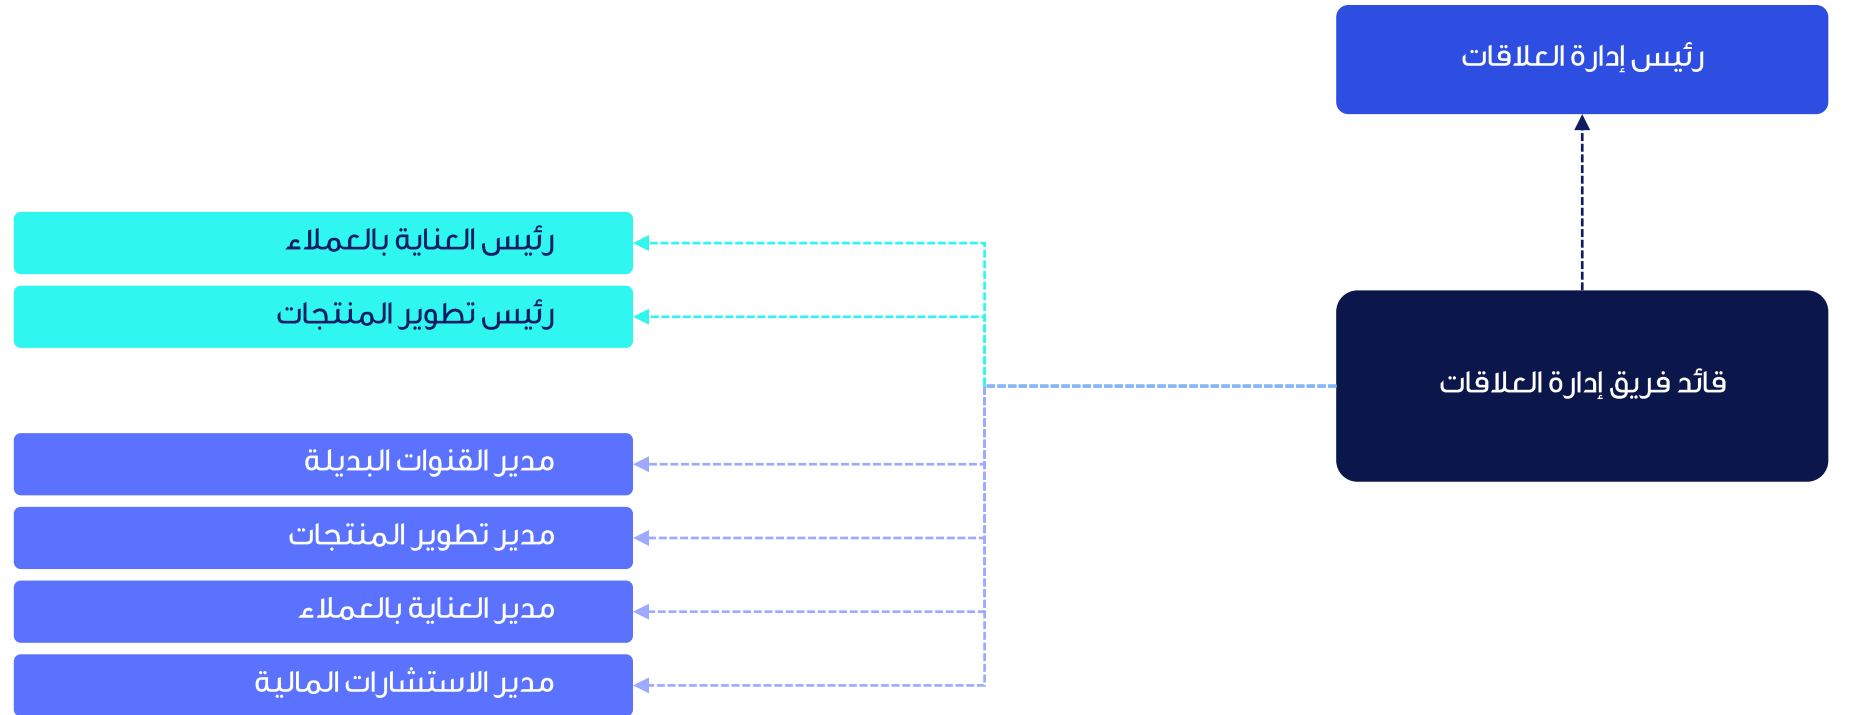 رئيس إدارة العلاقات
قائد فريق إدارة العلاقات
رئيس العناية بالعملاء
رئيس تطوير المنتجات
مدير القنوات البديلة
مدير تطوير المنتجات
مدير العناية بالعملاء
مدير الاستشارات المالية